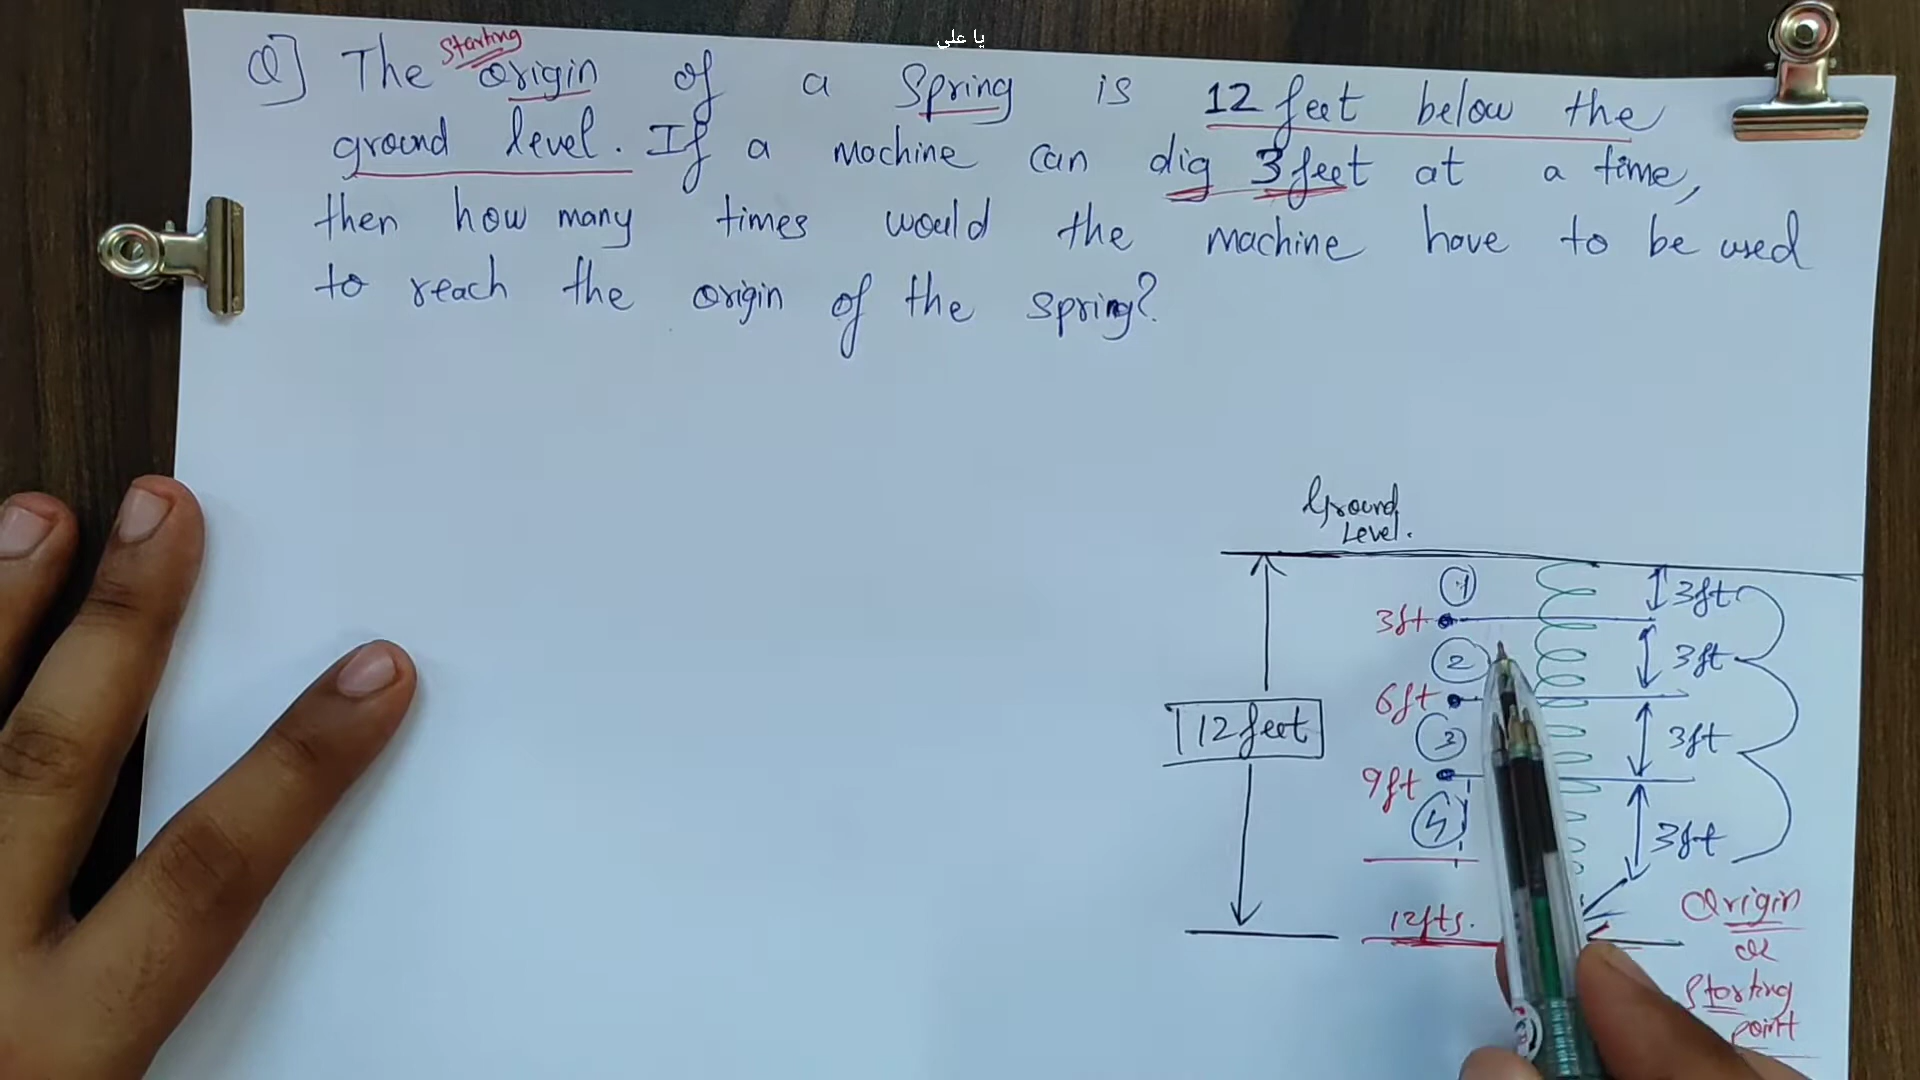 يا على
Starting
Q] The origin of a Spring is 12 feet below the
ground level. If a machine can dig 3 feet at a time,
then how many times would the machine have to be used
to reach the origin of the spring?
Ground
Level.
1
3ft
3ft
2
3ft
6ft
12 feet
3
3ft
9ft
4
3ft
12fts.
Origin
or
Starting
point